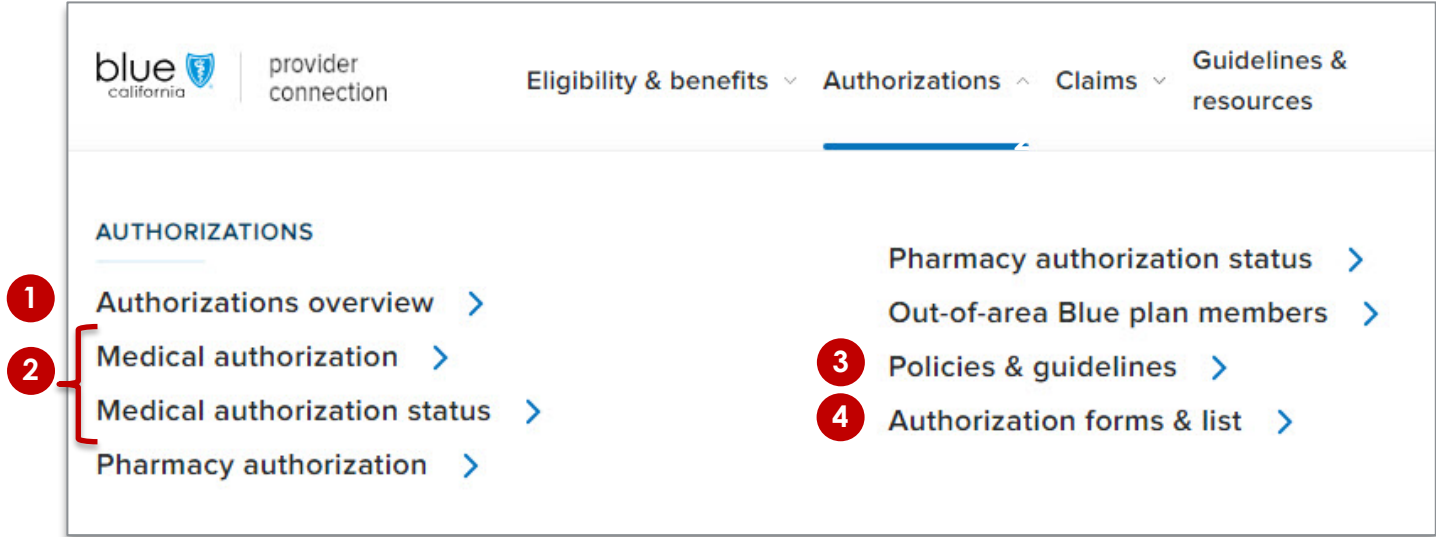 blue
california
provider
connection
Eligibility & benefits
Authorizations
Claims
Guidelines &
resources
AUTHORIZATIONS
1 Authorizations overview
2
Medical authorization
Medical authorization status
Pharmacy authorization
Pharmacy authorization status
Out-of-area Blue plan members
3 Policies & guidelines
4 Authorization forms & list